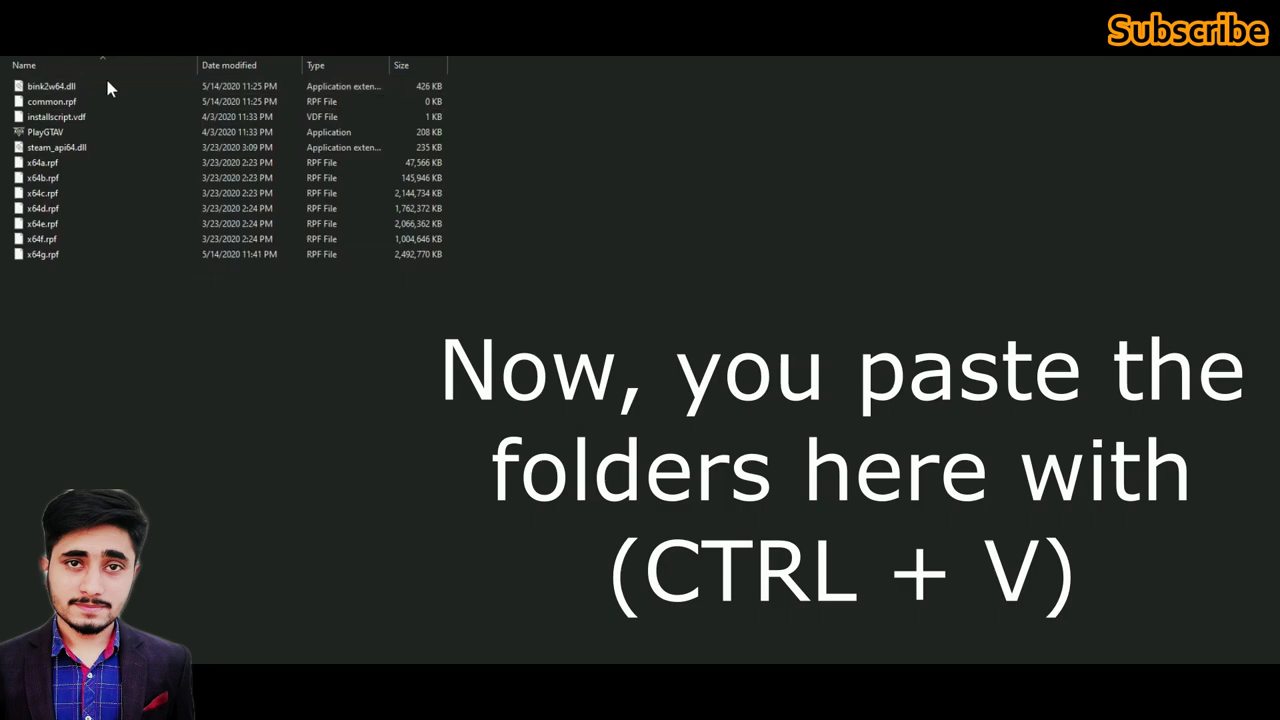 Subscribe
Name Date modified Type Size
bink2w64.dll 5/14/2020 11:25 PM Application exten... 426 KB
common.rpf 5/14/2020 11:25 PM RPF File 0 KB
installscript.vdf 4/3/2020 11:33 PM VDF File 1 KB
PlayGTAV 4/3/2020 11:33 PM Application 208 KB
steam_api64.dll 3/23/2020 3:09 PM Application exten... 235 KB
x64a.rpf 3/23/2020 2:23 PM RPF File 47,566 KB
x64b.rpf 3/23/2020 2:23 PM RPF File 145,946 KB
x64c.rpf 3/23/2020 2:23 PM RPF File 2,144,734 KB
x64d.rpf 3/23/2020 2:24 PM RPF File 1,762,372 KB
x64e.rpf 3/23/2020 2:24 PM RPF File 2,066,362 KB
x64f.rpf 3/23/2020 2:24 PM RPF File 1,004,646 KB
x64g.rpf 5/14/2020 11:41 PM RPF File 2,492,770 KB
Now, you paste the
folders here with
(CTRL + V)